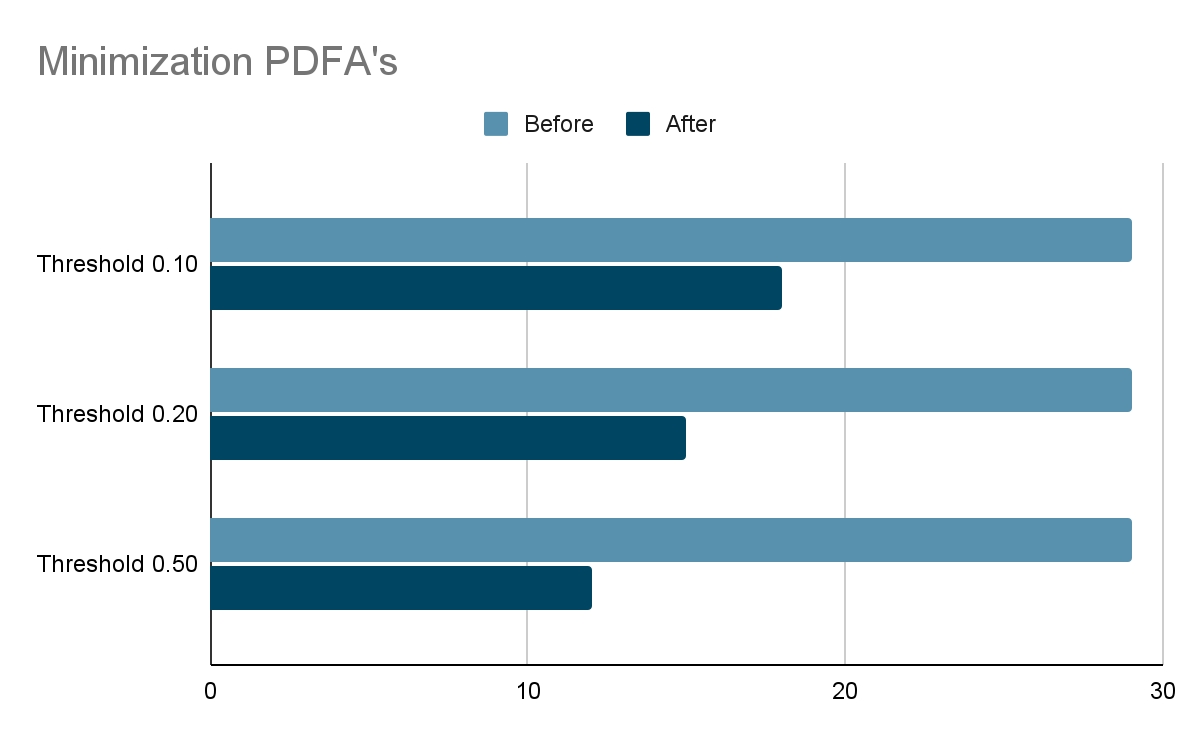 Minimization PDFA's
Before After
Threshold 0.10
Threshold 0.20
Threshold 0.50
0 10 20 30